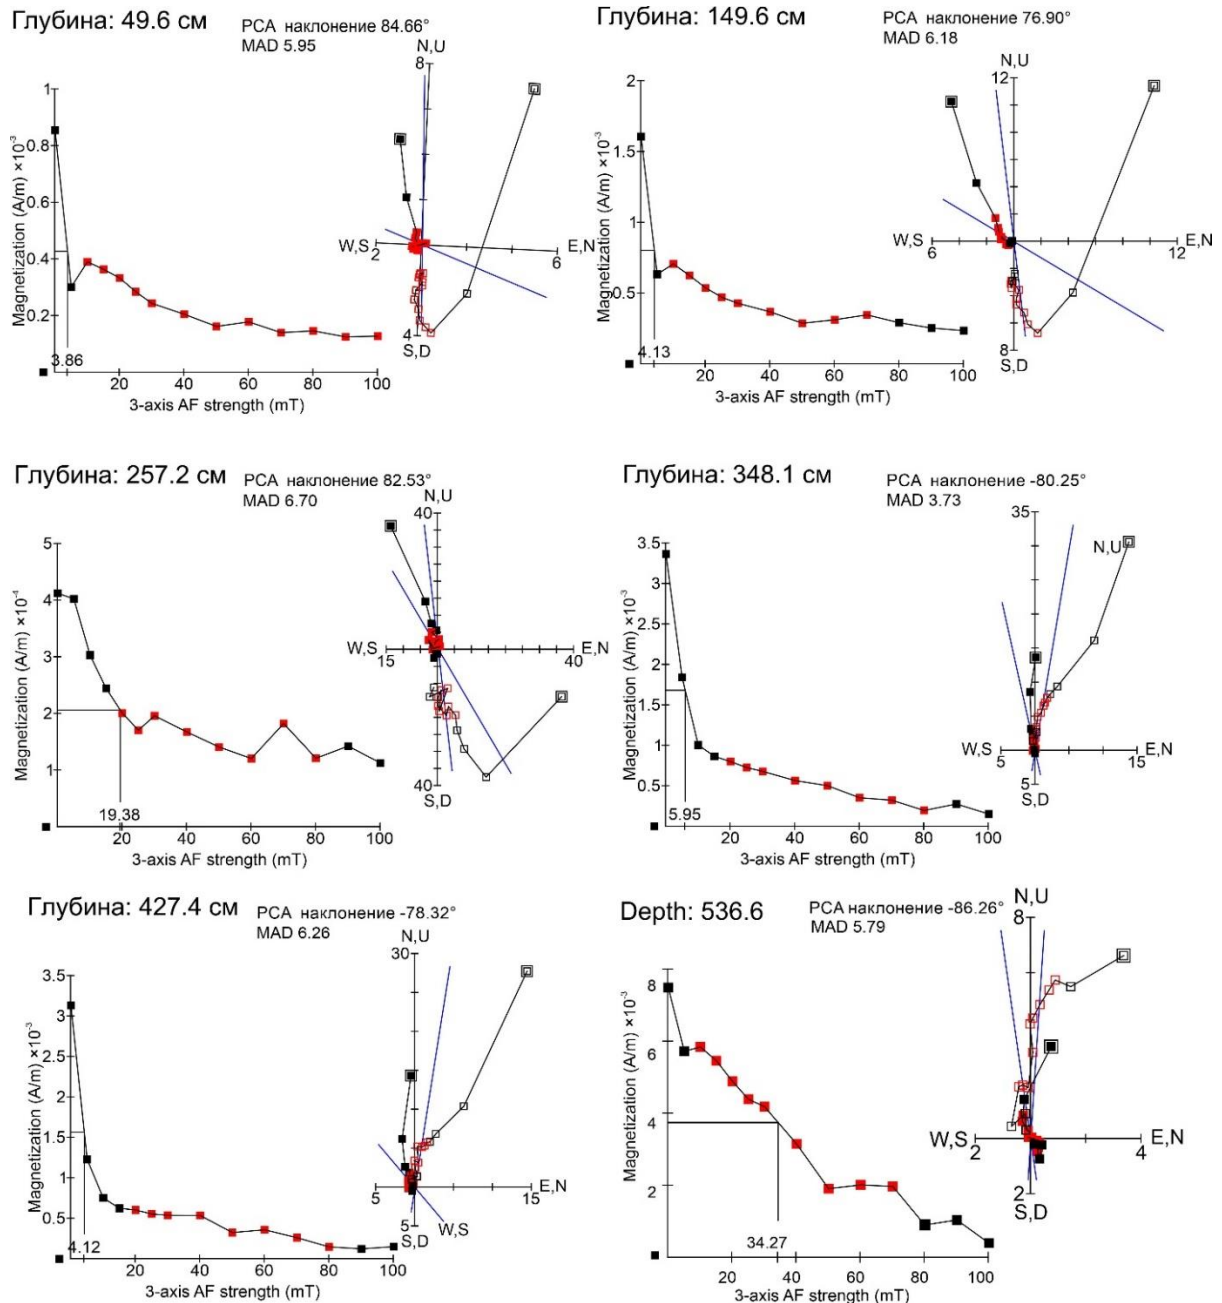 Глубина: 49.6 см
PCA наклонение 84.66°
MAD 5.95
N,U
8
W,S
2
E,N
6
4
S,D
Magnetization (A/m) ×10⁻³
1
0.8
0.6
0.4
0.2
3.86
20 40 60 80 100
3-axis AF strength (mT)
Глубина: 149.6 см
PCA наклонение 76.90°
MAD 6.18
N,U
12
W,S
6
E,N
12
8
S,D
Magnetization (A/m) ×10⁻³
2
1.5
1
0.5
4.13
20 40 60 80 100
3-axis AF strength (mT)
Глубина: 257.2 см
PCA наклонение 82.53°
MAD 6.70
N,U
40
W,S
15
40 E,N
40
S,D
Magnetization (A/m) ×10⁻⁴
5
4
3
2
1
19.38
20 40 60 80 100
3-axis AF strength (mT)
Глубина: 348.1 см
PCA наклонение -80.25°
MAD 3.73
35
N,U
W,S
5
E,N
15
5
S,D
Magnetization (A/m) ×10⁻³
3.5
3
2.5
2
1.5
1
0.5
5.95
20 40 60 80 100
3-axis AF strength (mT)
Глубина: 427.4 см
PCA наклонение -78.32°
MAD 6.26
N,U
30
5
E,N
15
5
S,D
W,S
Magnetization (A/m) ×10⁻³
3.5
3
2.5
2
1.5
1
0.5
4.12
20 40 60 80 100
3-axis AF strength (mT)
Depth: 536.6
PCA наклонение -86.26°
MAD 5.79
N,U
8
W,S
2
E,N
4
2
S,D
Magnetization (A/m) ×10⁻³
8
6
4
2
34.27
20 40 60 80 100
3-axis AF strength (mT)